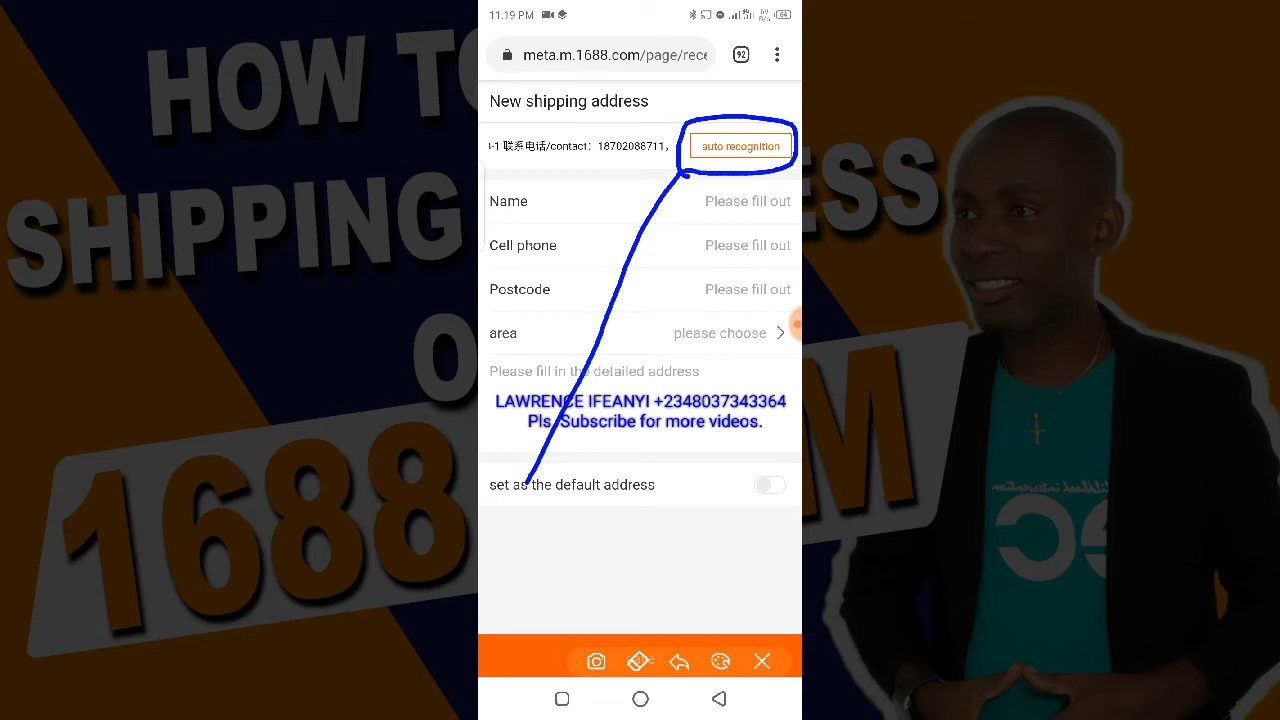 HOW TO
SHIPPING
ESS
O
1688
M
11.19 PM
64
meta.m.1688.com/page/rece
92
New shipping address
3-1 联系电话/contact：18702088711，
auto recognition
Name
Please fill out
Cell phone
Please fill out
Postcode
Please fill out
area
please choose
Please fill in the detailed address
LAWRENCE IFEANYI +2348037343364
Pls, Subscribe for more videos.
set as the default address